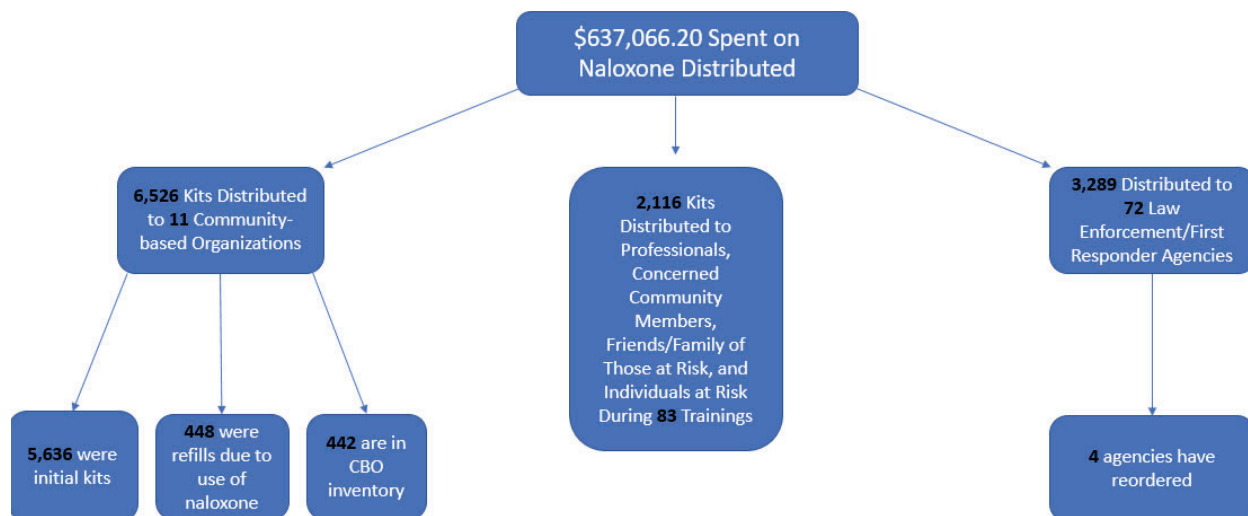 $637,066.20 Spent on
Naloxone Distributed
6,526 Kits Distributed
to 11 Community-
based Organizations
2,116 Kits
Distributed to
Professionals,
Concerned
Community
Members,
Friends/Family of
Those at Risk, and
Individuals at Risk
During 83 Trainings
3,289 Distributed to
72 Law
Enforcement/First
Responder Agencies
5,636 were
initial kits
448 were
refills due to
use of
naloxone
442 are in
CBO
inventory
4 agencies have
reordered